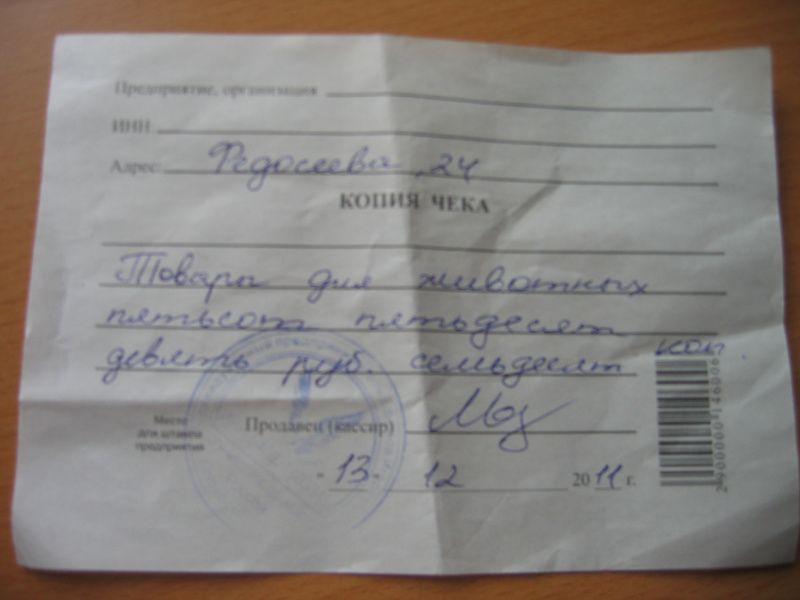 Предприятие, организация
ИНН
Адрес: Федосеева, 24
КОПИЯ ЧЕКА
Товары для животных
пятьсот пятьдесят
девять руб. семьдесят коп
Место
для штампа
предприятия
Продавец (кассир)
- 13 - 12 2011 г.